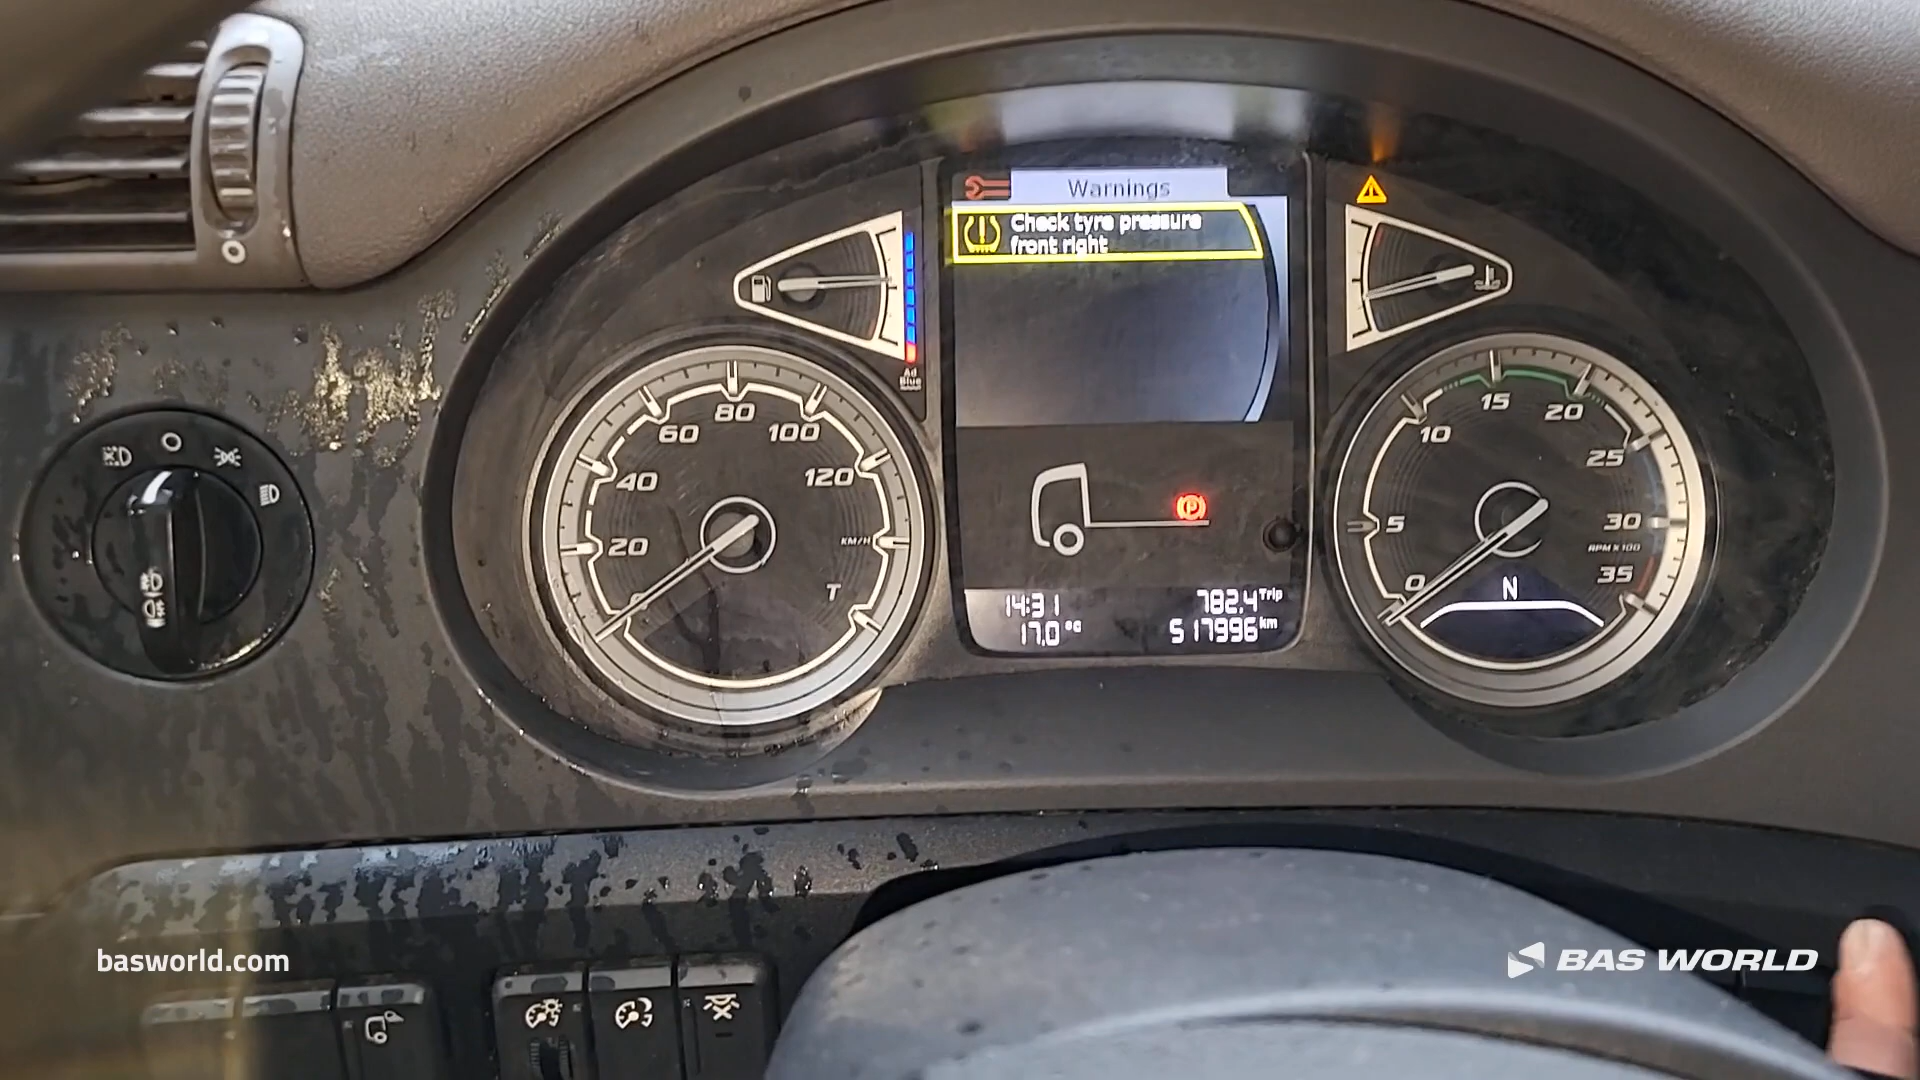 Warnings
Check tyre pressure
front right
Ad
Blue
20
40
60
80
100
120
KM/H
T
0
5
10
15
20
25
30
35
RPM X 100
N
P
14:31
782.4 Trip
17.0 °C
517996 km
basworld.com
BAS WORLD